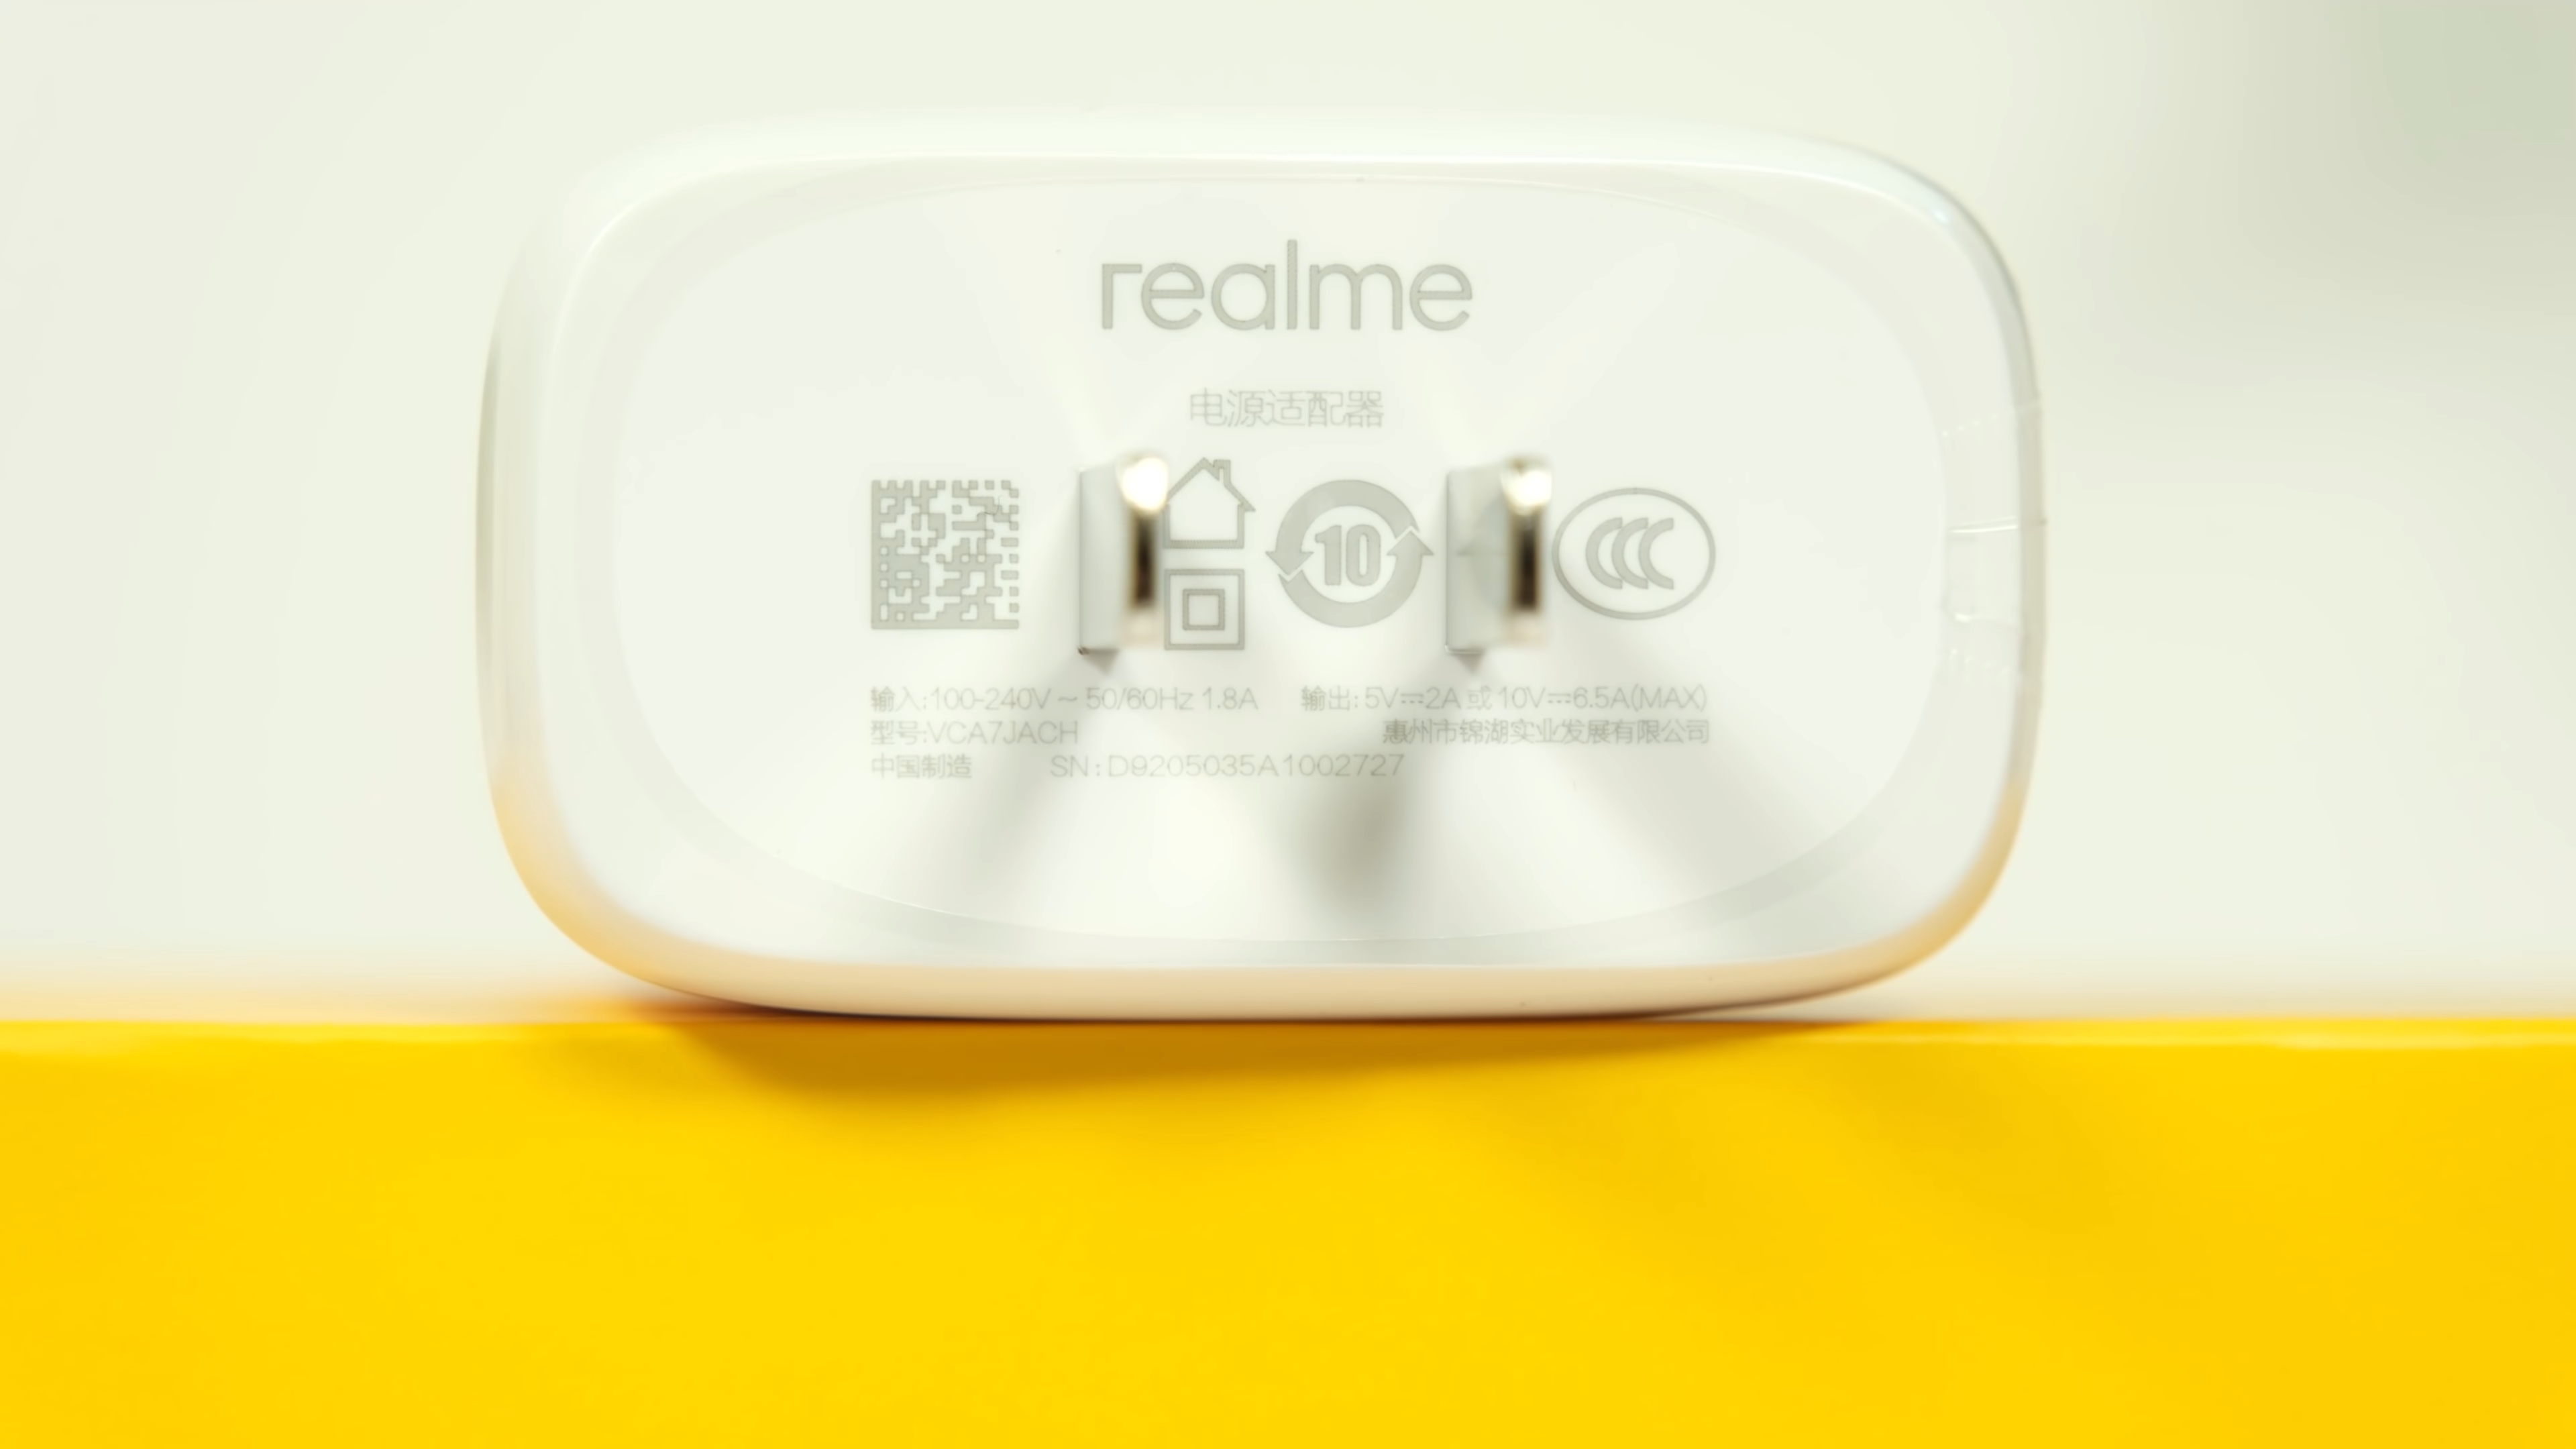 realme
电源适配器
10
输入:100-240V ~ 50/60Hz 1.8A 输出:5V⎓2A 或 10V⎓6.5A(MAX)
型号:VCA7JACH 惠州市锦湖实业发展有限公司
中国制造 SN:D9205035A1002727